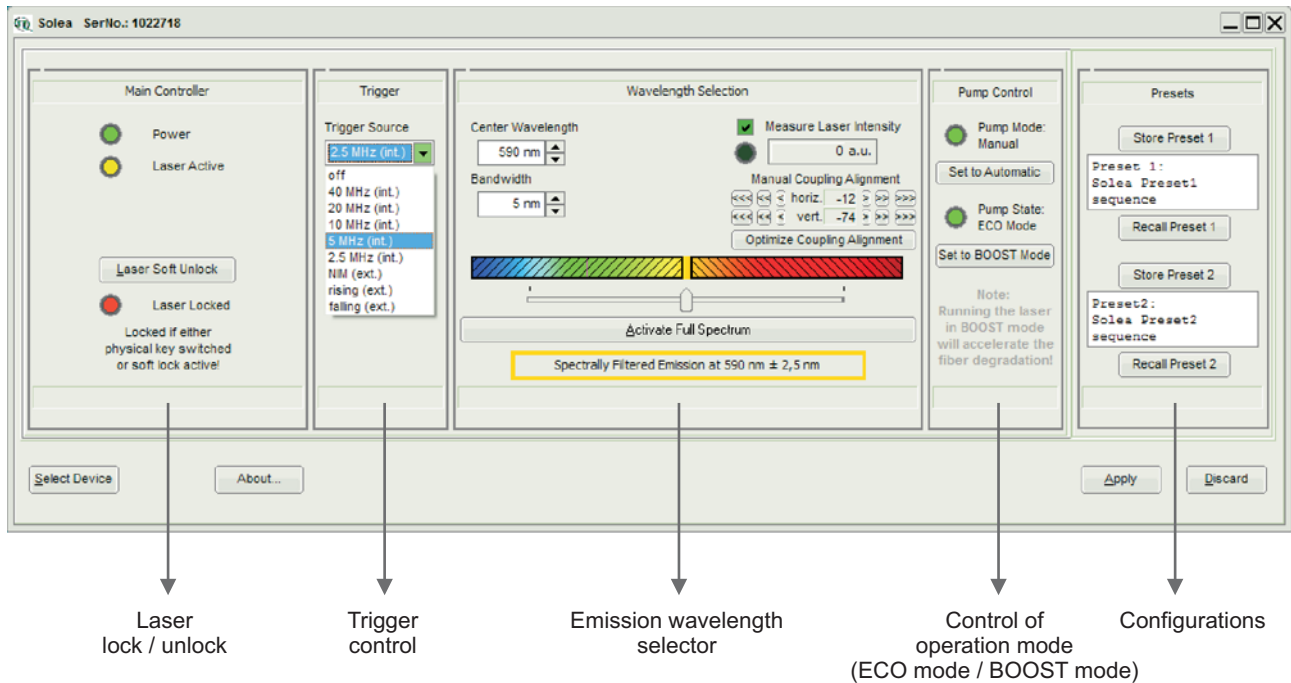 Solea SerNo.: 1022718
Main Controller
Power
Laser Active
Laser Soft Unlock
Laser Locked
Locked if either
physical key switched
or soft lock active!
Trigger
Trigger Source
2.5 MHz (int.)
off
40 MHz (int.)
20 MHz (int.)
10 MHz (int.)
5 MHz (int.)
2.5 MHz (int.)
NIM (ext.)
rising (ext.)
falling (ext.)
Wavelength Selection
Center Wavelength
590 nm
Bandwidth
5 nm
Measure Laser Intensity
0 a.u.
Manual Coupling Alignment
<<< << < horiz. -12 > >> >>>
<<< << < vert. -74 > >> >>>
Optimize Coupling Alignment
Activate Full Spectrum
Spectrally Filtered Emission at 590 nm ± 2,5 nm
Pump Control
Pump Mode:
Manual
Set to Automatic
Pump State:
ECO Mode
Set to BOOST Mode
Note:
Running the laser
in BOOST mode
will accelerate the
fiber degradation!
Presets
Store Preset 1
Preset 1:
Solea Preset1
sequence
Recall Preset 1
Store Preset 2
Preset2:
Solea Preset2
sequence
Recall Preset 2
Select Device
About...
Apply
Discard
Laser
lock / unlock
Trigger
control
Emission wavelength
selector
Control of
operation mode
(ECO mode / BOOST mode)
Configurations